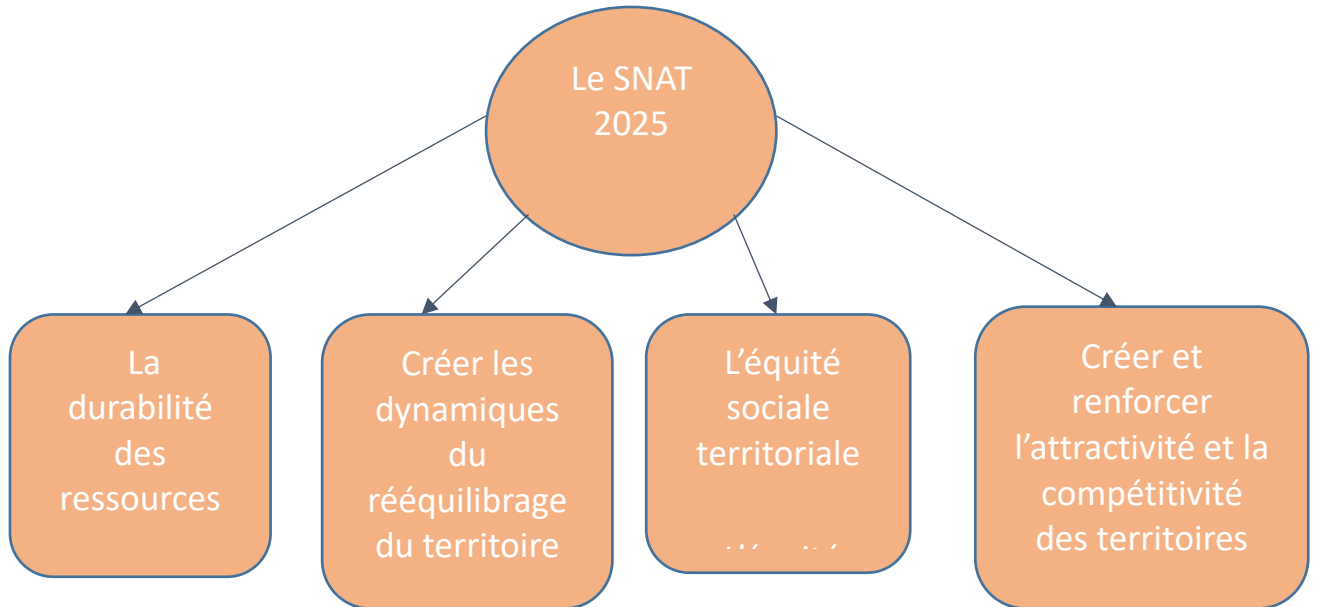 Le SNAT
2025
La
durabilité
des
ressources
Créer les
dynamiques
du
rééquilibrage
du territoire
L’équité
sociale
territoriale
Créer et
renforcer
l’attractivité et la
compétitivité
des territoires